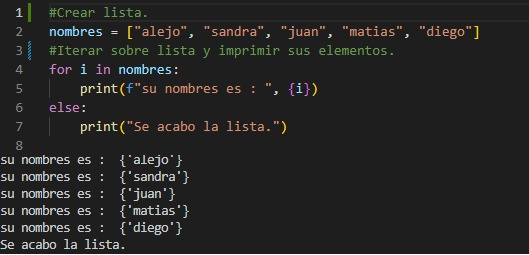 1 #Crear lista.
2 nombres = ["alejo", "sandra", "juan", "matias", "diego"]
3 #Iterar sobre lista y imprimir sus elementos.
4 for i in nombres:
5     print(f"su nombres es : ", {i})
6 else:
7     print("Se acabo la lista.")
8
su nombres es :  {'alejo'}
su nombres es :  {'sandra'}
su nombres es :  {'juan'}
su nombres es :  {'matias'}
su nombres es :  {'diego'}
Se acabo la lista.